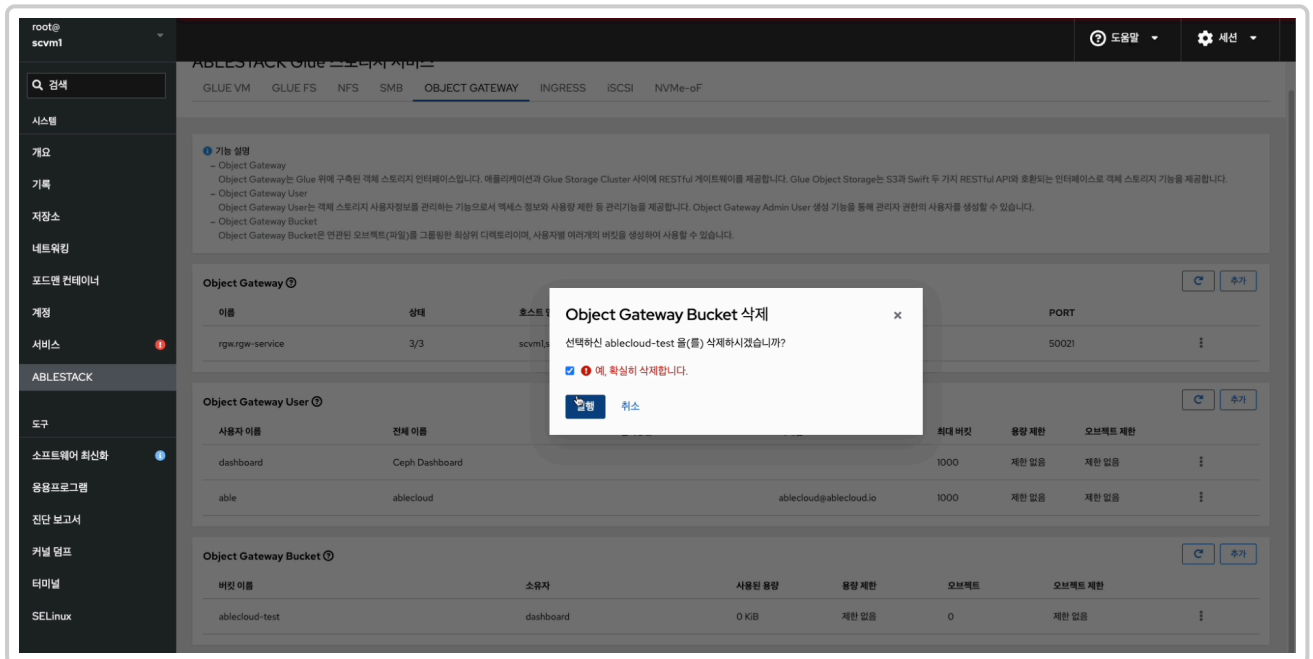 root@
scvm1
도움말
세션
검색
ABLESTACK Glue 스토리지 서비스
GLUE VM GLUE FS NFS SMB OBJECT GATEWAY INGRESS iSCSI NVMe-oF
시스템
개요
기록
저장소
네트워킹
포드맨 컨테이너
계정
서비스
ABLESTACK
도구
소프트웨어 최신화
응용프로그램
진단 보고서
커널 덤프
터미널
SELinux
기능 설명
– Object Gateway
Object Gateway는 Glue 위에 구축된 객체 스토리지 인터페이스입니다. 애플리케이션과 Glue Storage Cluster 사이에 RESTful 게이트웨이를 제공합니다. Glue Object Storage는 S3과 Swift 두 가지 RESTful API와 호환되는 인터페이스로 객체 스토리지 기능을 제공합니다.
– Object Gateway User
Object Gateway User는 객체 스토리지 사용자정보를 관리하는 기능으로서 엑세스 정보와 사용량 제한 등 관리기능을 제공합니다. Object Gateway Admin User 생성 기능을 통해 관리자 권한의 사용자를 생성할 수 있습니다.
– Object Gateway Bucket
Object Gateway Bucket은 연관된 오브젝트(파일)를 그룹핑한 최상위 디렉토리이며, 사용자별 여러개의 버킷을 생성하여 사용할 수 있습니다.
Object Gateway 추가
이름 상태 호스트 PORT
rgw.rgw-service 3/3 scvm1,s 50021
Object Gateway Bucket 삭제
선택하신 ablecloud-test 을(를) 삭제하시겠습니까?
예, 확실히 삭제합니다.
실행 취소
Object Gateway User 추가
사용자 이름 전체 이름 최대 버킷 용량 제한 오브젝트 제한
dashboard Ceph Dashboard 1000 제한 없음 제한 없음
able ablecloud ablecloud@ablecloud.io 1000 제한 없음 제한 없음
Object Gateway Bucket 추가
버킷 이름 소유자 사용된 용량 용량 제한 오브젝트 오브젝트 제한
ablecloud-test dashboard 0 KiB 제한 없음 0 제한 없음